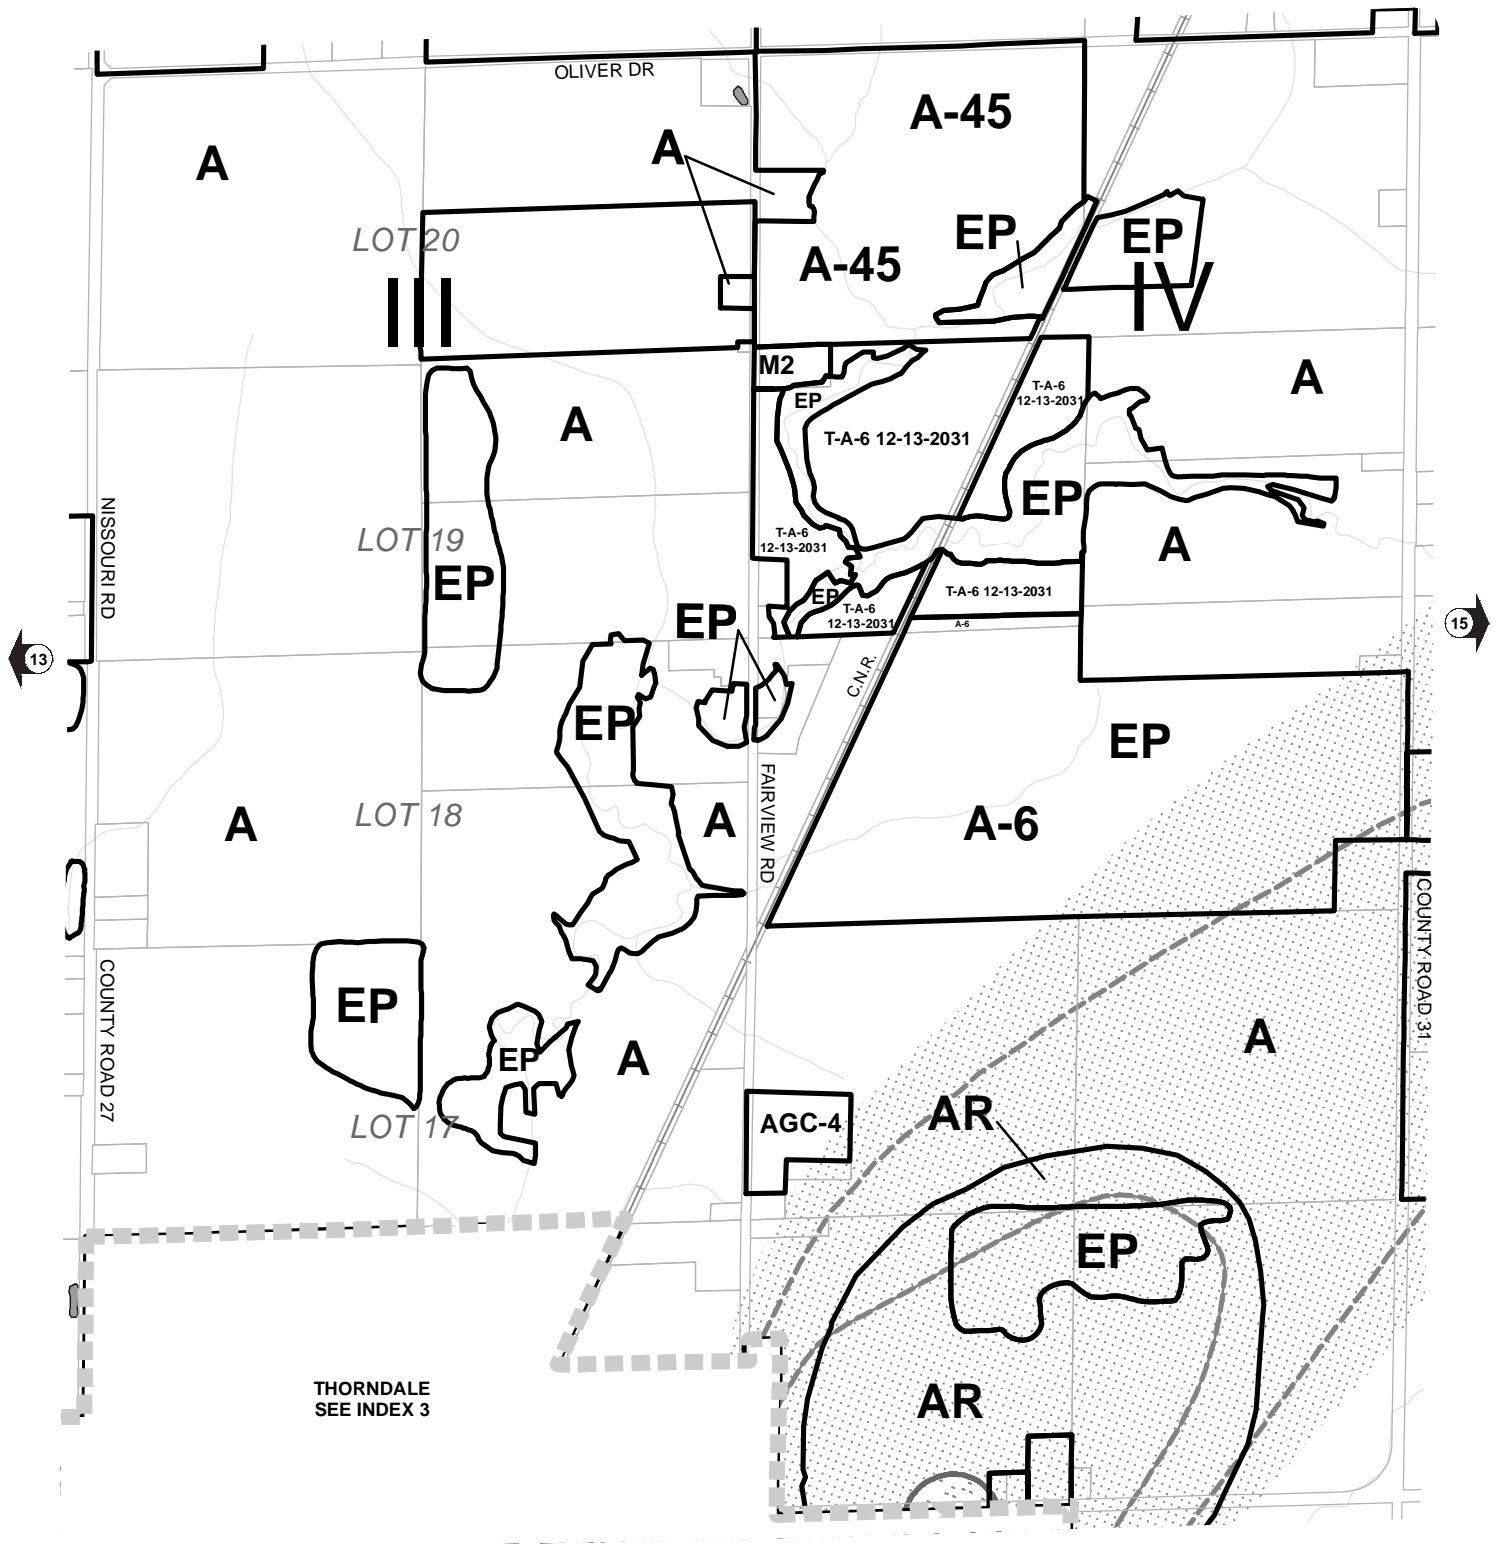 OLIVER DR
A-45
A
A
EP
EP
LOT 20
A-45
III
IV
M2
T-A-6
12-13-2031
A
EP
A
T-A-6 12-13-2031
EP
NISSOURI RD
LOT 19
T-A-6
12-13-2031
A
EP
T-A-6 12-13-2031
EP
T-A-6
12-13-2031
A-6
EP
15
13
C.N.R.
EP
EP
FAIRVIEW RD
LOT 18
A
A
A-6
COUNTY ROAD 31
EP
COUNTY ROAD 27
EP
A
A
AR
AGC-4
LOT 17
EP
THORNDALE
SEE INDEX 3
AR